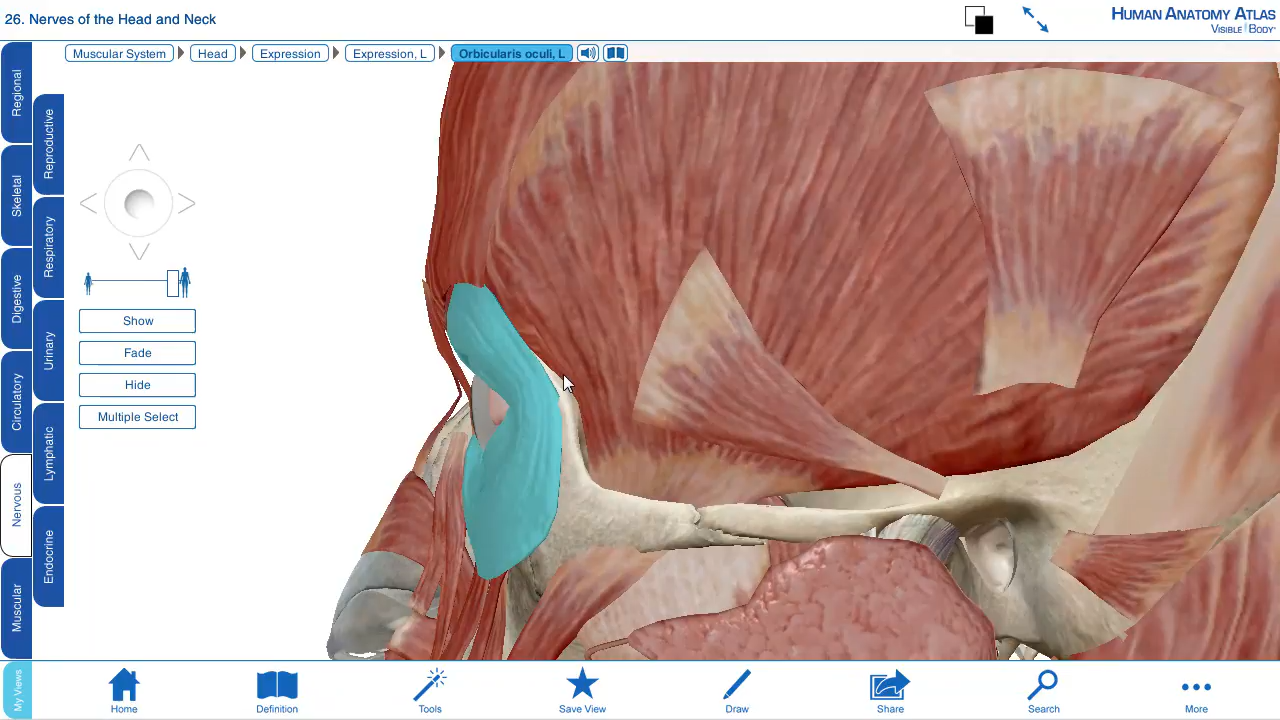 26. Nerves of the Head and Neck
HUMAN ANATOMY ATLAS
VISIBLE BODY®
Muscular System
Head
Expression
Expression, L
Orbicularis oculi, L
Regional
Skeletal
Digestive
Circulatory
Nervous
Muscular
My Views
Reproductive
Respiratory
Urinary
Lymphatic
Endocrine
Show
Fade
Hide
Multiple Select
Home
Definition
Tools
Save View
Draw
Share
Search
More